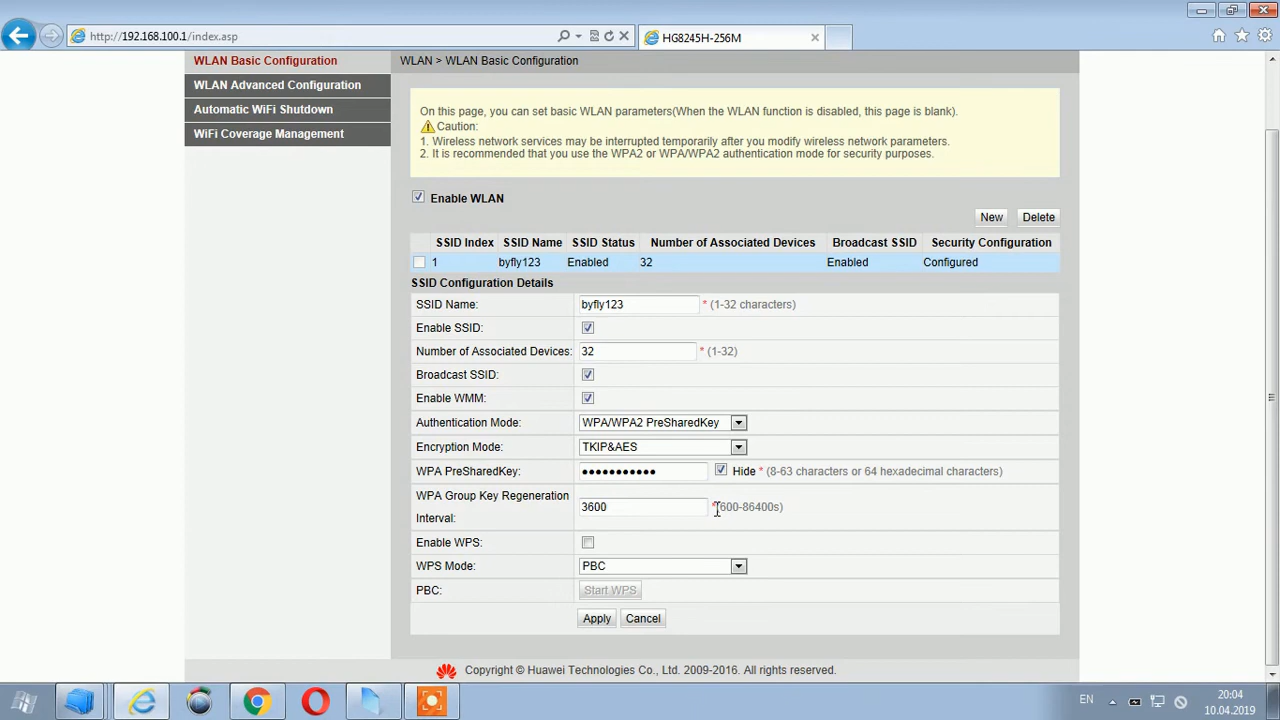 http://192.168.100.1/index.asp
HG8245H-256M
WLAN Basic Configuration
WLAN Advanced Configuration
Automatic WiFi Shutdown
WiFi Coverage Management
WLAN > WLAN Basic Configuration
On this page, you can set basic WLAN parameters(When the WLAN function is disabled, this page is blank).
Caution:
1. Wireless network services may be interrupted temporarily after you modify wireless network parameters.
2. It is recommended that you use the WPA2 or WPA/WPA2 authentication mode for security purposes.
Enable WLAN
New Delete
SSID Index SSID Name SSID Status Number of Associated Devices Broadcast SSID Security Configuration
1 byfly123 Enabled 32 Enabled Configured
SSID Configuration Details
SSID Name: byfly123 * (1-32 characters)
Enable SSID:
Number of Associated Devices: 32 * (1-32)
Broadcast SSID:
Enable WMM:
Authentication Mode: WPA/WPA2 PreSharedKey
Encryption Mode: TKIP&AES
WPA PreSharedKey: ●●●●●●●●●●● Hide * (8-63 characters or 64 hexadecimal characters)
WPA Group Key Regeneration
Interval: 3600 *(600-86400s)
Enable WPS:
WPS Mode: PBC
PBC: Start WPS
Apply Cancel
Copyright © Huawei Technologies Co., Ltd. 2009-2016. All rights reserved.
EN
20:04
10.04.2019